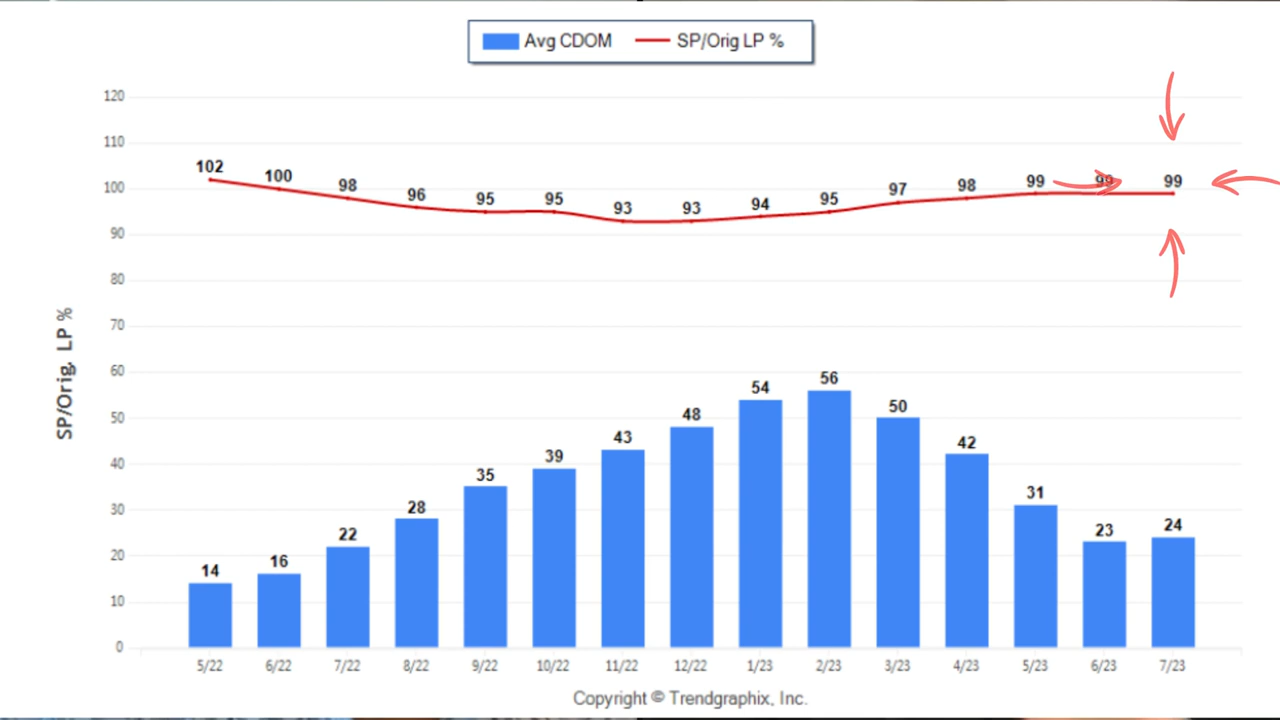 Avg CDOM SP/Orig LP %
120
110
102 100 98 96 95 95 93 93 94 95 97 98 99 99 99
100
90
80
70
SP/Orig. LP %
60
50
40
30
20
10
0
14 16 22 28 35 39 43 48 54 56 50 42 31 23 24
5/22 6/22 7/22 8/22 9/22 10/22 11/22 12/22 1/23 2/23 3/23 4/23 5/23 6/23 7/23
Copyright © Trendgraphix, Inc.